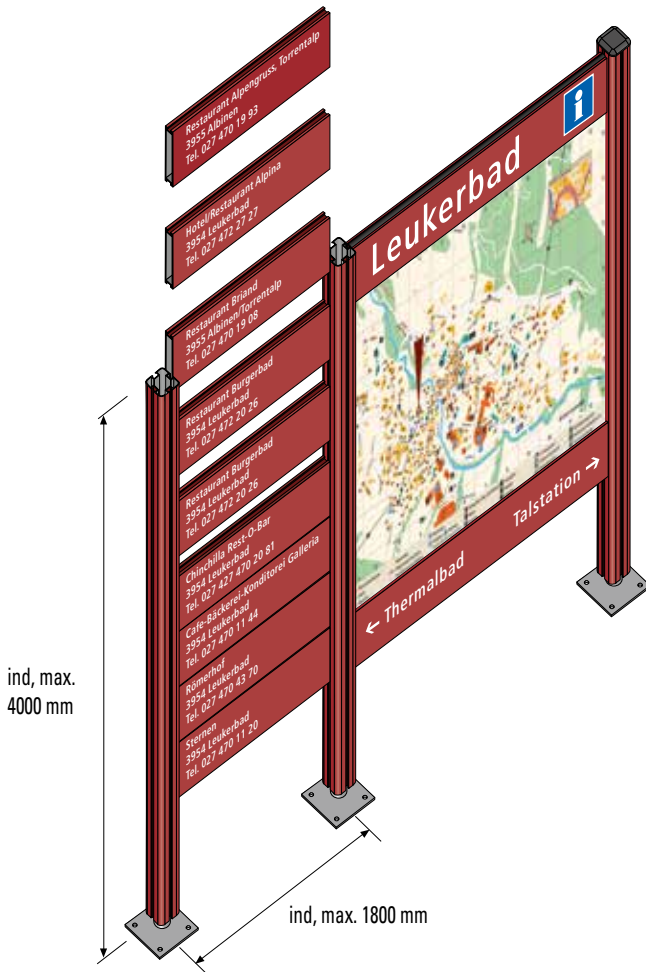 Restaurant Alpengruss, Torrentalp
3955 Albinen
Tel. 027 470 19 93
Hotel/Restaurant Alpina
3954 Leukerbad
Tel. 027 472 27 27
Restaurant Briand
3955 Albinen/Torrentalp
Tel. 027 470 19 08
Restaurant Burgerbad
3954 Leukerbad
Tel. 027 472 20 26
Restaurant Burgerbad
3954 Leukerbad
Tel. 027 472 20 26
Chinchilla Rest-O-Bar
3954 Leukerbad
Tel. 027 427 470 20 81
Cafe-Bäckerei-Konditorei Galleria
3954 Leukerbad
Tel. 027 470 11 44
Römerhof
3954 Leukerbad
Tel. 027 470 43 70
Sternen
3954 Leukerbad
Tel. 027 470 11 20
Leukerbad
i
Talstation →
← Thermalbad
ind, max.
4000 mm
ind, max. 1800 mm